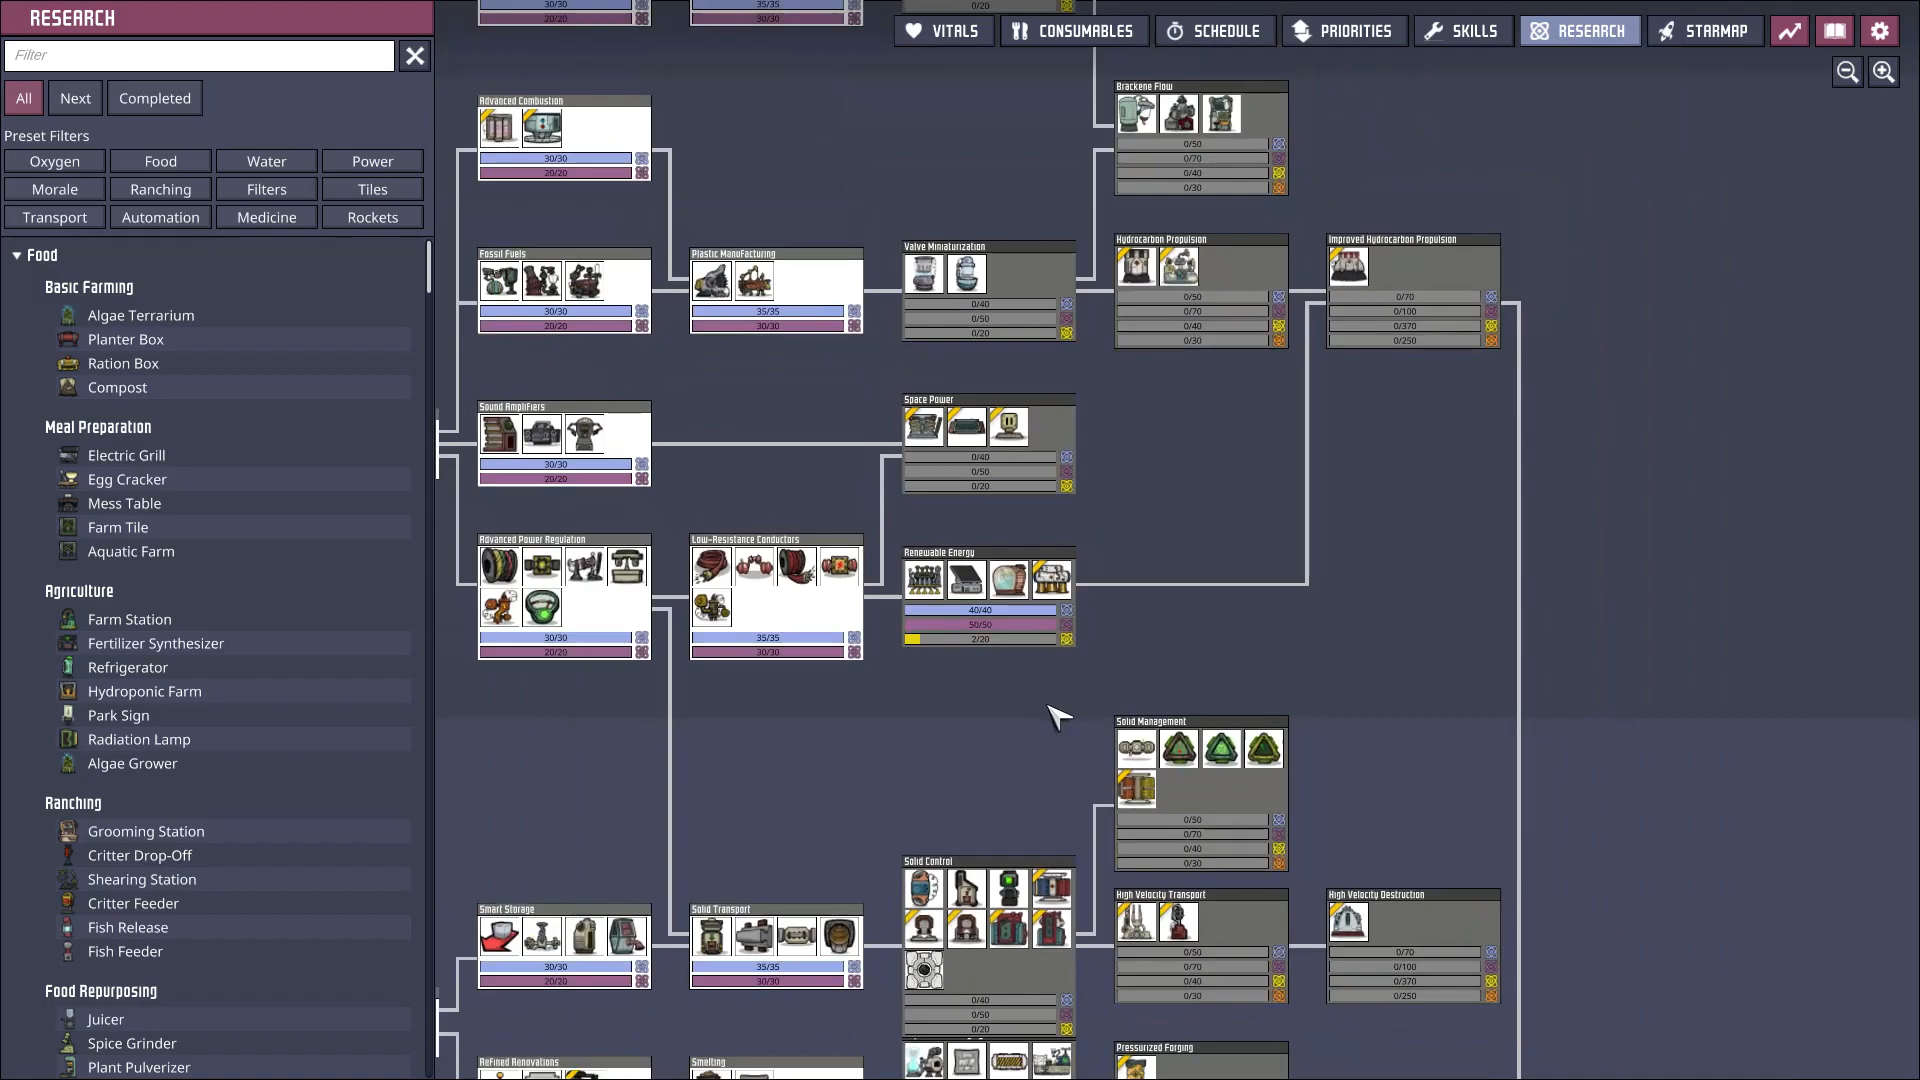 RESEARCH
VITALS
CONSUMABLES
SCHEDULE
PRIORITIES
SKILLS
RESEARCH
STARMAP
Filter
All
Next
Completed
Preset Filters
Oxygen
Food
Water
Power
Morale
Ranching
Filters
Tiles
Transport
Automation
Medicine
Rockets
Food
Basic Farming
Algae Terrarium
Planter Box
Ration Box
Compost
Meal Preparation
Electric Grill
Egg Cracker
Mess Table
Farm Tile
Aquatic Farm
Agriculture
Farm Station
Fertilizer Synthesizer
Refrigerator
Hydroponic Farm
Park Sign
Radiation Lamp
Algae Grower
Ranching
Grooming Station
Critter Drop-Off
Shearing Station
Critter Feeder
Fish Release
Fish Feeder
Food Repurposing
Juicer
Spice Grinder
Plant Pulverizer
30/30
20/20
35/35
30/30
0/20
Advanced Combustion
30/30
20/20
Brackene Flow
0/50
0/70
0/40
0/30
Fossil Fuels
30/30
20/20
Plastic Manufacturing
35/35
30/30
Valve Miniaturization
0/40
0/50
0/20
Hydrocarbon Propulsion
0/50
0/70
0/40
0/30
Improved Hydrocarbon Propulsion
0/70
0/100
0/370
0/250
Sound Amplifiers
30/30
20/20
Space Power
0/40
0/50
0/20
Advanced Power Regulation
30/30
20/20
Low-Resistance Conductors
35/35
30/30
Renewable Energy
40/40
50/50
2/20
Solid Management
0/50
0/70
0/40
0/30
Smart Storage
30/30
20/20
Solid Transport
35/35
30/30
Solid Control
0/40
0/50
0/20
High Velocity Transport
0/50
0/70
0/40
0/30
High Velocity Destruction
0/70
0/100
0/370
0/250
Refined Renovations
Smelting
Pressurized Forging